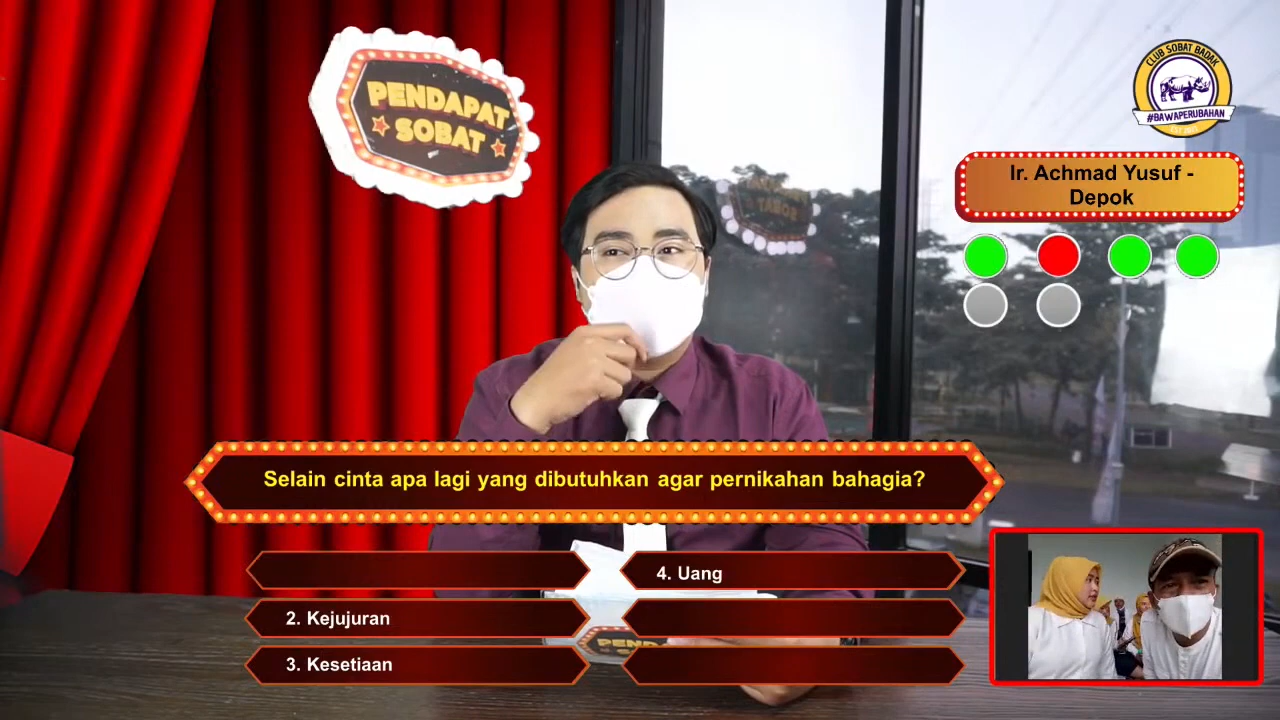 PENDAPAT
SOBAT
CLUB SOBAT BADAK
#BAWAPERUBAHAN
Ir. Achmad Yusuf -
Depok
Selain cinta apa lagi yang dibutuhkan agar pernikahan bahagia?
4. Uang
2. Kejujuran
3. Kesetiaan